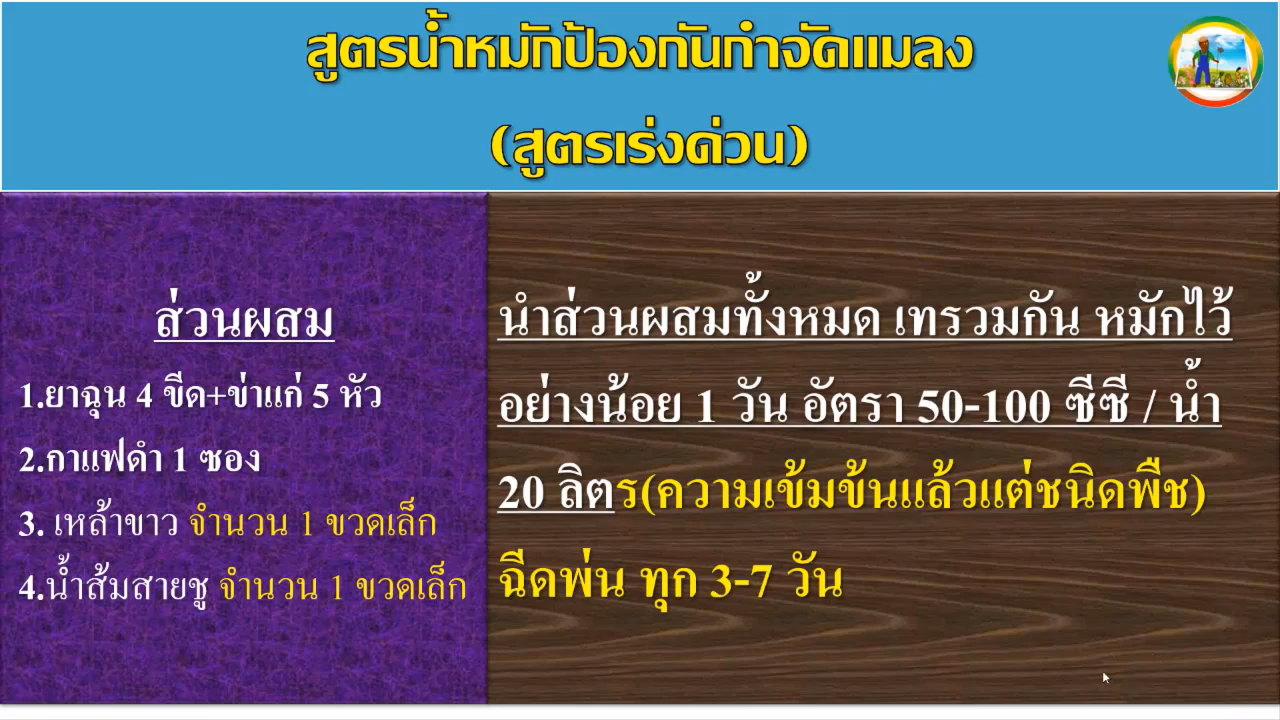 สูตรน้ำหมักป้องกันกำจัดแมลง
(สูตรเร่งด่วน)
ส่วนผสม
1.ยาฉุน 4 ขีด+ข่าแก่ 5 หัว
2.กาแฟดำ 1 ซอง
3. เหล้าขาว จำนวน 1 ขวดเล็ก
4.น้ำส้มสายชู จำนวน 1 ขวดเล็ก
นำส่วนผสมทั้งหมด เทรวมกัน หมักไว้
อย่างน้อย 1 วัน อัตรา 50-100 ซีซี / น้ำ
20 ลิตร(ความเข้มข้นแล้วแต่ชนิดพืช)
ฉีดพ่น ทุก 3-7 วัน